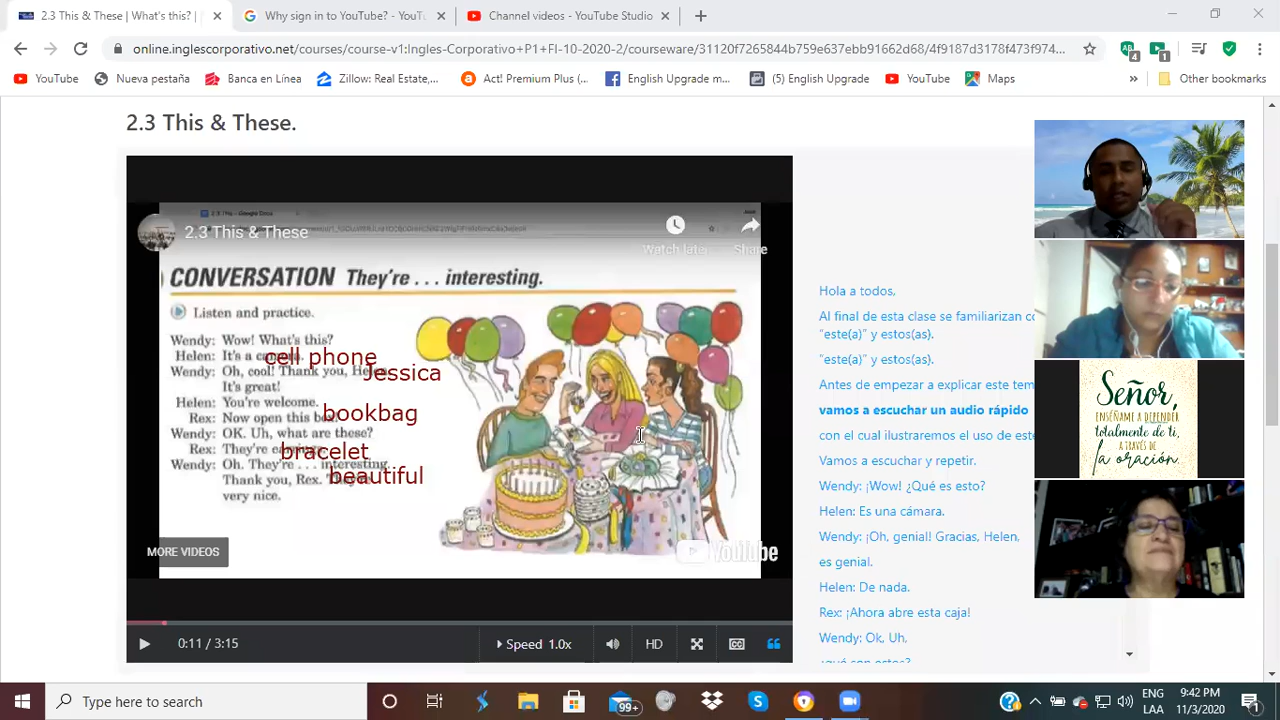 2.3 This & These | What's this? |
Why sign in to YouTube? - YouTub
Channel videos - YouTube Studio
online.inglescorporativo.net/courses/course-v1:Ingles-Corporativo+P1+FI-10-2020-2/courseware/31120f7265844b759e637ebb91662d68/4f9187d3178f473f974...
4
1
YouTube
Nueva pestaña
Banca en Línea
Zillow: Real Estate,...
Act! Premium Plus (...
English Upgrade m...
(5) English Upgrade
YouTube
Maps
»
Other bookmarks
2.3 This & These.
2.3 This & These
Watch later
Share
CONVERSATION They're . . . interesting.
Listen and practice.
Wendy: Wow! What's this?
Helen: It's a
cell phone
Wendy: Oh, cool! Thank you,
Jessica
It's great!
Helen: You're welcome.
bookbag
Rex: Now open this
Wendy: OK. Uh, what are these?
Rex: They're
bracelet
Wendy: Oh. They're . . . interesting.
beautiful
Thank you, Rex.
very nice.
MORE VIDEOS
YouTube
0:11 / 3:15
Speed 1.0x
HD
Hola a todos,
Al final de esta clase se familiarizan
“este(a)” y estos(as).
“este(a)” y estos(as).
Antes de empezar a explicar este
vamos a escuchar un audio rápido
con el cual ilustraremos el uso de
Vamos a escuchar y repetir.
Wendy: ¡Wow! ¿Qué es esto?
Helen: Es una cámara.
Wendy: ¡Oh, genial! Gracias, Helen,
es genial.
Helen: De nada.
Rex: ¡Ahora abre esta caja!
Wendy: Ok, Uh,
¿qué son estos?
Señor,
ENSÉÑAME A DEPENDER
totalmente de ti,
A TRAVÉS DE
la oración.
Type here to search
99+
ENG
LAA
9:42 PM
11/3/2020